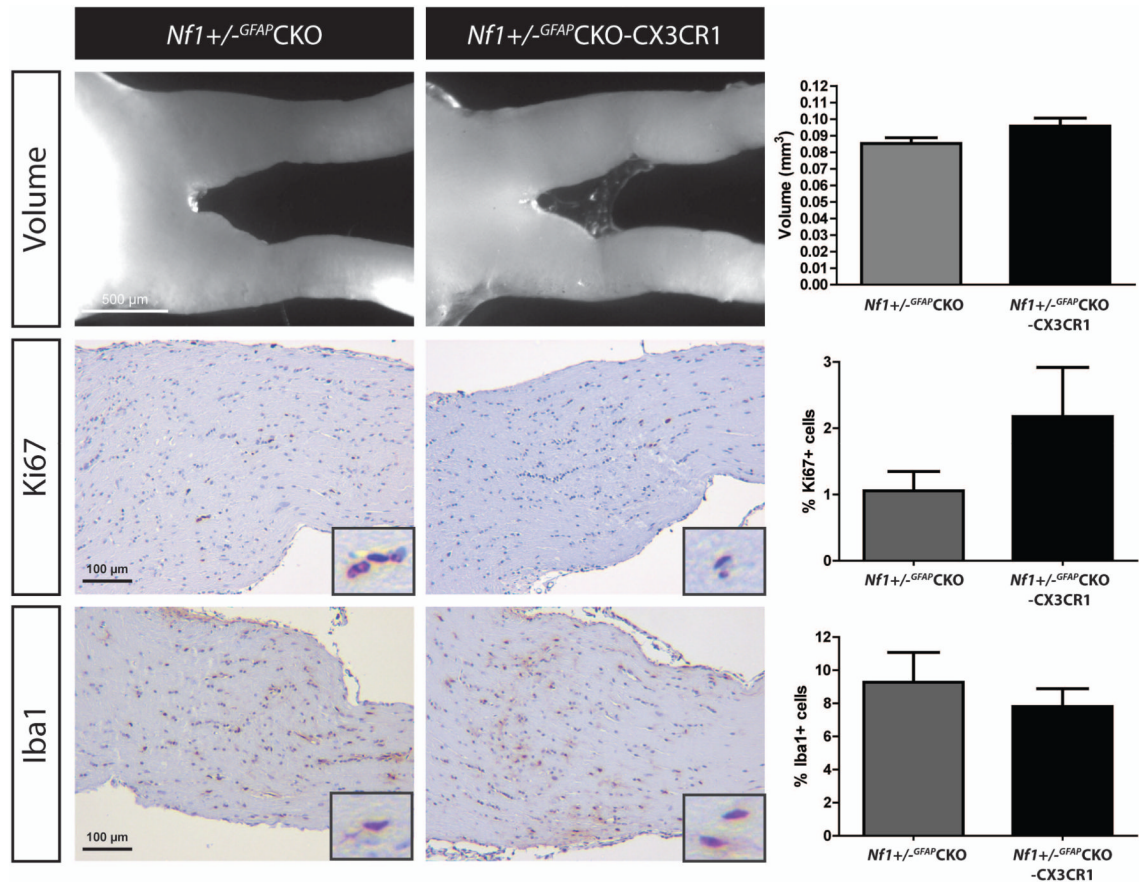 Nf1+/-GFAPCKO
Nf1+/-GFAPCKO-CX3CR1
Volume
500 µm
Volume (mm3)
0.12
0.11
0.10
0.09
0.08
0.07
0.06
0.05
0.04
0.03
0.02
0.01
0.00
Nf1+/-GFAPCKO
Nf1+/-GFAPCKO
-CX3CR1
Ki67
100 µm
% Ki67+ cells
3
2
1
0
Nf1+/-GFAPCKO
Nf1+/-GFAPCKO
-CX3CR1
Iba1
100 µm
% Iba1+ cells
12
10
8
6
4
2
0
Nf1+/-GFAPCKO
Nf1+/-GFAPCKO
-CX3CR1